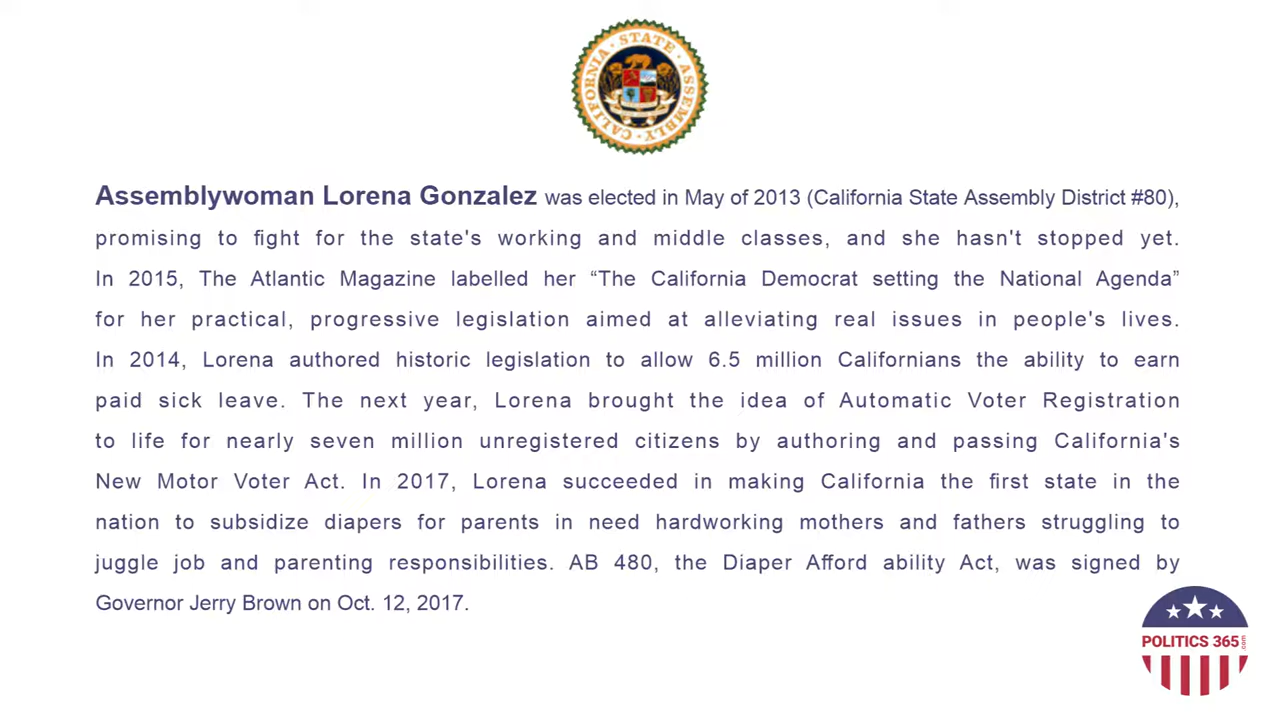 CALIFORNIA STATE ASSEMBLY
Assemblywoman Lorena Gonzalez was elected in May of 2013 (California State Assembly District #80),
promising to fight for the state's working and middle classes, and she hasn't stopped yet.
In 2015, The Atlantic Magazine labelled her “The California Democrat setting the National Agenda”
for her practical, progressive legislation aimed at alleviating real issues in people's lives.
In 2014, Lorena authored historic legislation to allow 6.5 million Californians the ability to earn
paid sick leave. The next year, Lorena brought the idea of Automatic Voter Registration
to life for nearly seven million unregistered citizens by authoring and passing California's
New Motor Voter Act. In 2017, Lorena succeeded in making California the first state in the
nation to subsidize diapers for parents in need hardworking mothers and fathers struggling to
juggle job and parenting responsibilities. AB 480, the Diaper Afford ability Act, was signed by
Governor Jerry Brown on Oct. 12, 2017.
POLITICS 365.com